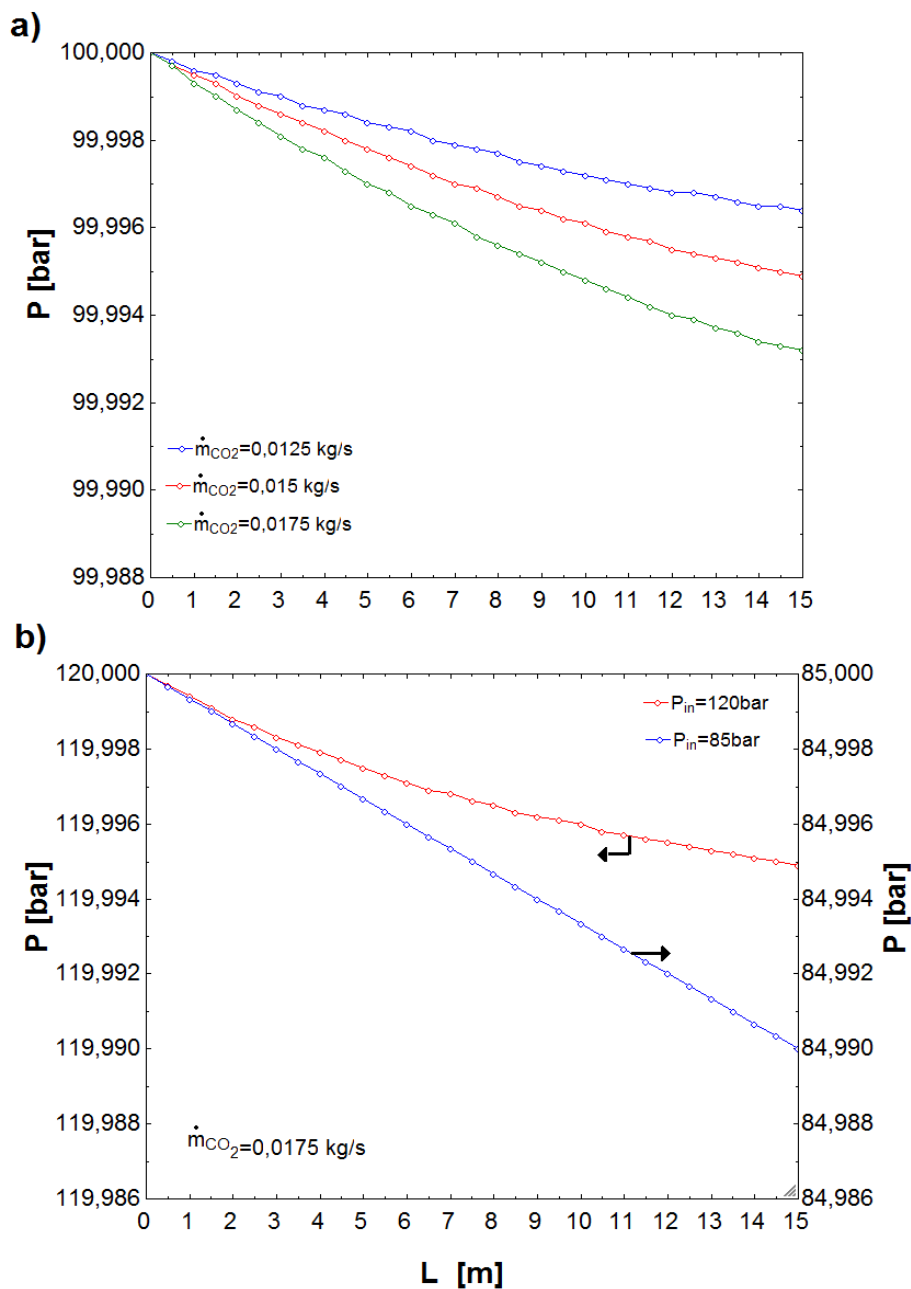 a)
100,000
99,998
99,996
99,994
99,992
99,990
99,988
P [bar]
ṁCO2=0,0125 kg/s
ṁCO2=0,015 kg/s
ṁCO2=0,0175 kg/s
0 1 2 3 4 5 6 7 8 9 10 11 12 13 14 15
b)
120,000
119,998
119,996
119,994
119,992
119,990
119,988
119,986
P [bar]
Pin=120bar
Pin=85bar
ṁCO2=0,0175 kg/s
85,000
84,998
84,996
84,994
84,992
84,990
84,988
84,986
P [bar]
0 1 2 3 4 5 6 7 8 9 10 11 12 13 14 15
L [m]